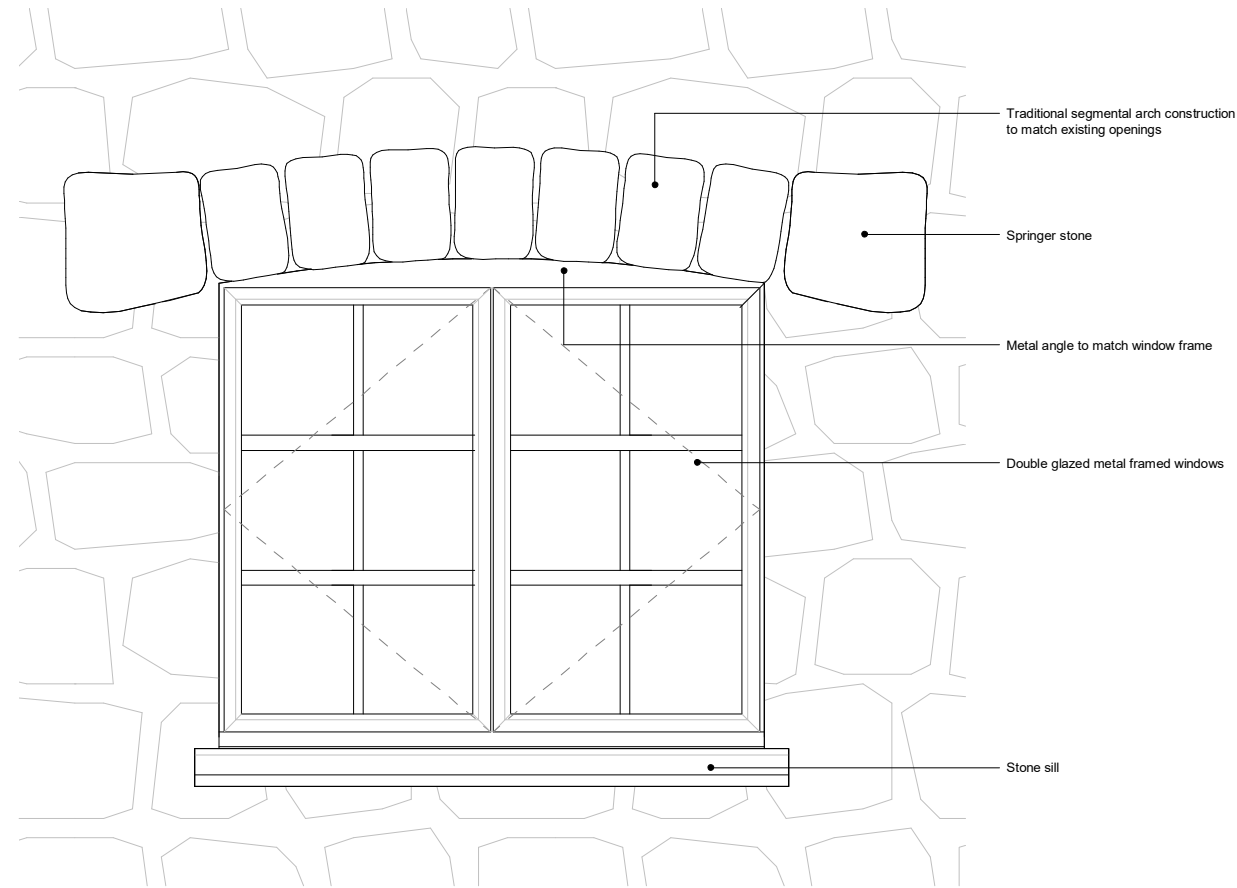 Traditional segmental arch construction
to match existing openings
Springer stone
Metal angle to match window frame
Double glazed metal framed windows
Stone sill